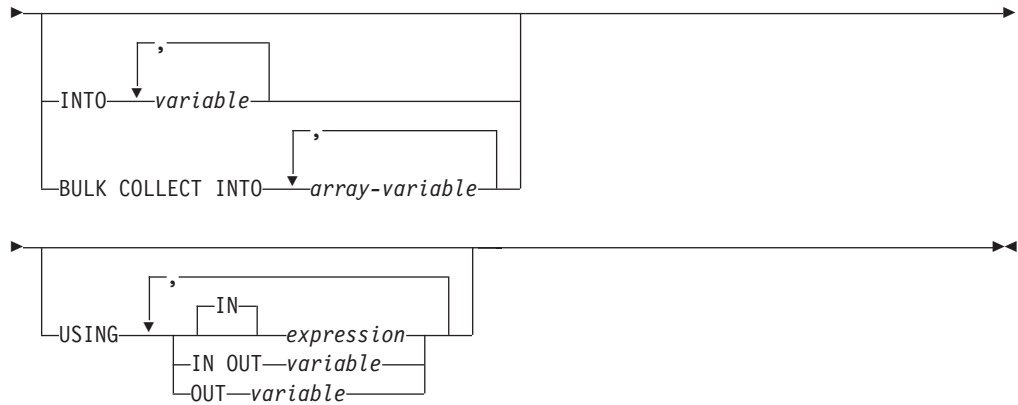 ,
INTO variable
,
BULK COLLECT INTO array-variable
,
IN
USING expression
IN OUT variable
OUT variable